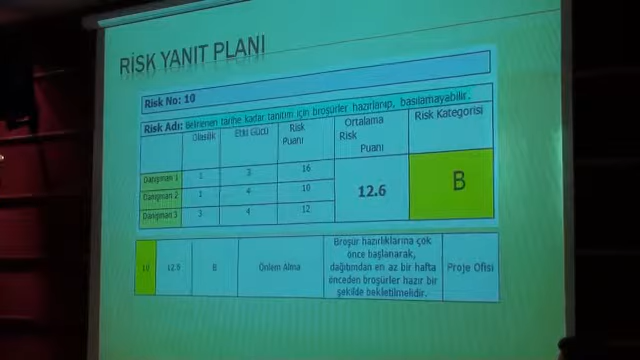 RİSK YANIT PLANI
Risk No: 10
Risk Adı: Belirlenen tarihe kadar tanıtım için broşürler hazırlanıp, basılamayabilir.
Olasılık Etki Gücü Risk Puanı Ortalama Risk Puanı Risk Kategorisi
Danışman 1 3 16
Danışman 2 1 4 10
Danışman 3 3 4 12
12.6
B
10 12.6 B Önlem Alma
Broşür hazırlıklarına çok
önce başlanarak,
dağıtımdan en az bir hafta
önceden broşürler hazır bir
şekilde bekletilmelidir.
Proje Ofisi